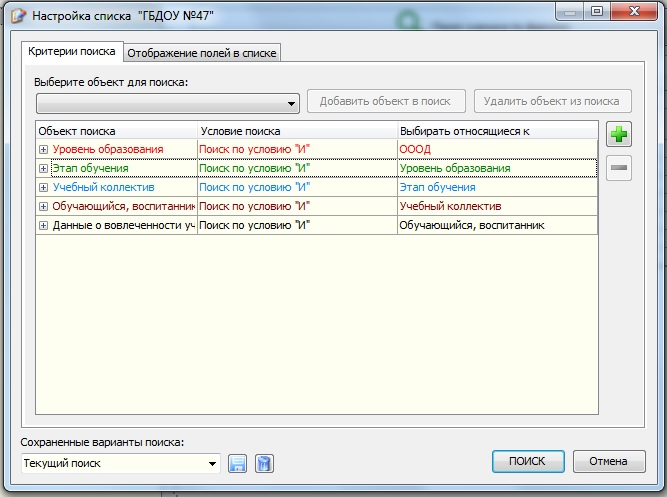 Настройка списка "ГБДОУ №47"
Критерии поиска Отображение полей в списке
Выберите объект для поиска:
Добавить объект в поиск Удалить объект из поиска
Объект поиска Условие поиска Выбирать относящиеся к
Уровень образования Поиск по условию "И" ОООД
Этап обучения Поиск по условию "И" Уровень образования
Учебный коллектив Поиск по условию "И" Этап обучения
Обучающийся, воспитанник Поиск по условию "И" Учебный коллектив
Данные о вовлеченности уч Поиск по условию "И" Обучающийся, воспитанник
Сохраненные варианты поиска:
Текущий поиск ПОИСК Отмена